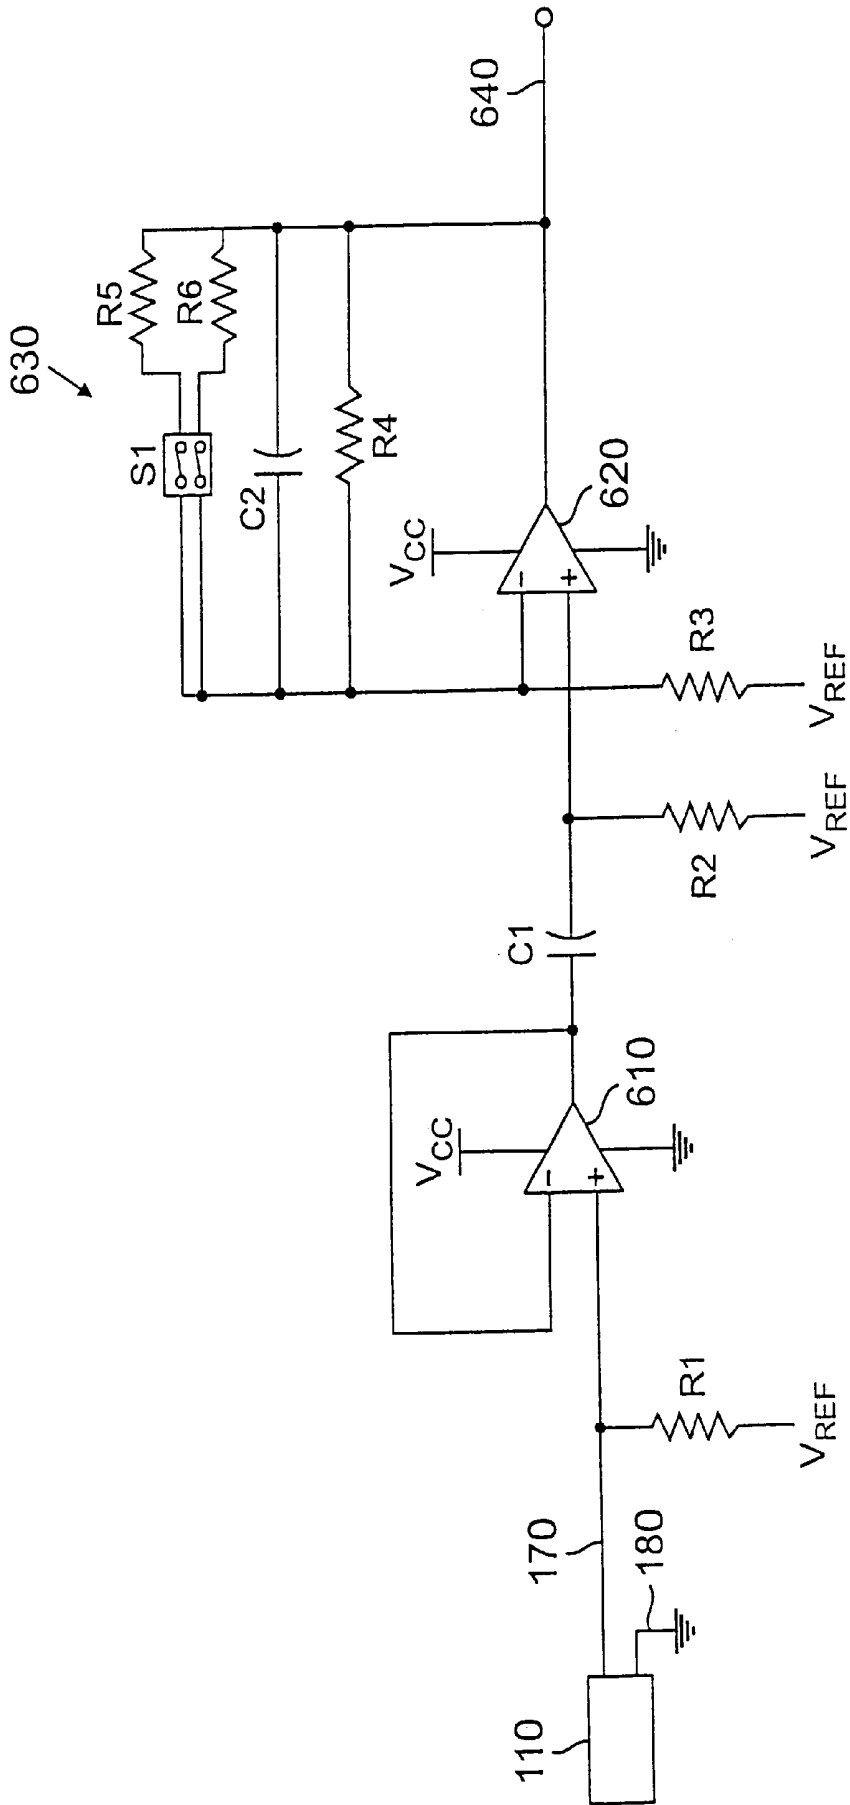 630
R5
R6
S1
C2
R4
640
VCC
−
+
620
R3
VREF
R2
VREF
C1
VCC
−
+
610
R1
VREF
170
180
110